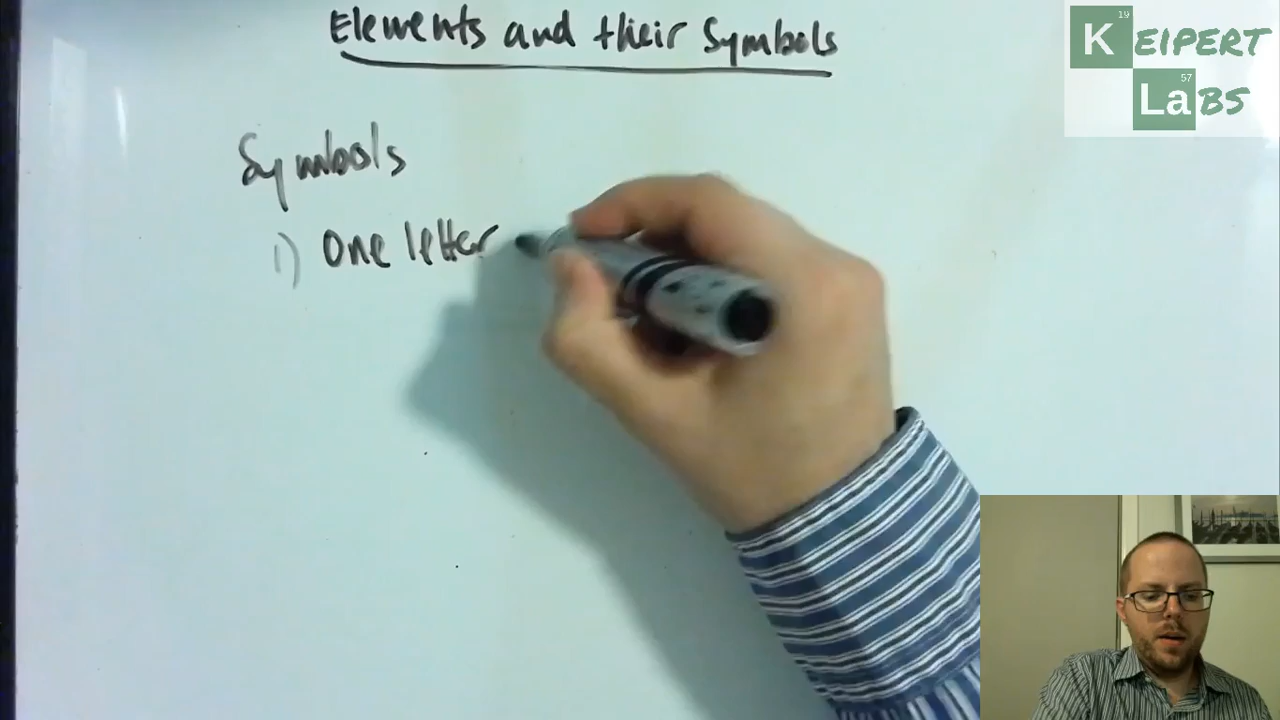 Elements and their Symbols
19
KEIPERT
57
LaBS
Symbols
1) One letter